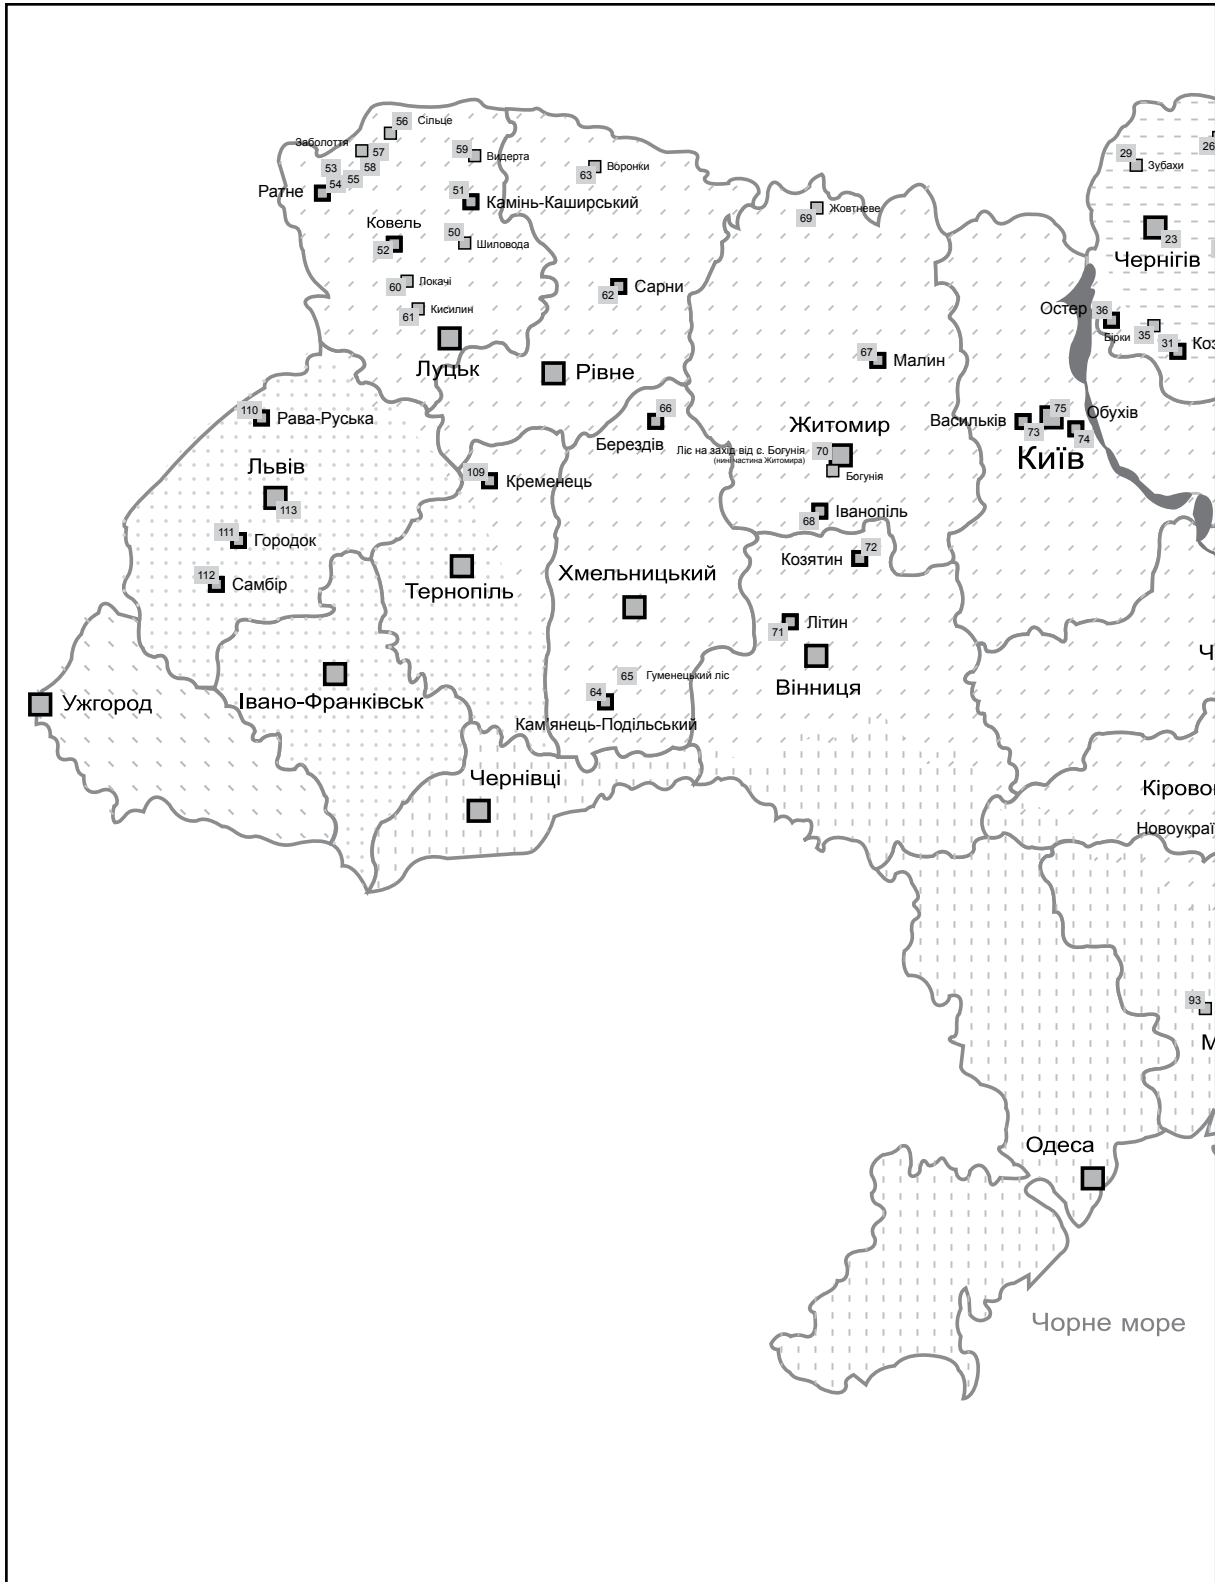 56 Сільце
Заболоття
57
59
Видерта
53
58
55
54
Ратне
63
Воронки
51
Камінь-Каширський
Ковель
52
50
Шиловода
60
Локачі
61
Кисилин
Луцьк
62
Сарни
Рівне
69
Жовтневе
29
Зубахи
26
23
Чернігів
Остер
36
Бірки
35
31
Коз
67
Малин
110
Рава-Руська
66
Берездів
Житомир
70
Ліс на захід від с. Богунія
(нині частина Житомира)
Богунія
Васильків
73
75
Обухів
74
Київ
Львів
113
109
Кременець
111
Городок
68
Іванопіль
112
Самбір
Тернопіль
Хмельницький
Козятин
72
71
Літин
Вінниця
65
Гуменецький ліс
64
Кам'янець-Подільський
Ужгород
Івано-Франківськ
Чернівці
Ч
Кірово
Новоукраї
93
М
Одеса
Чорне море